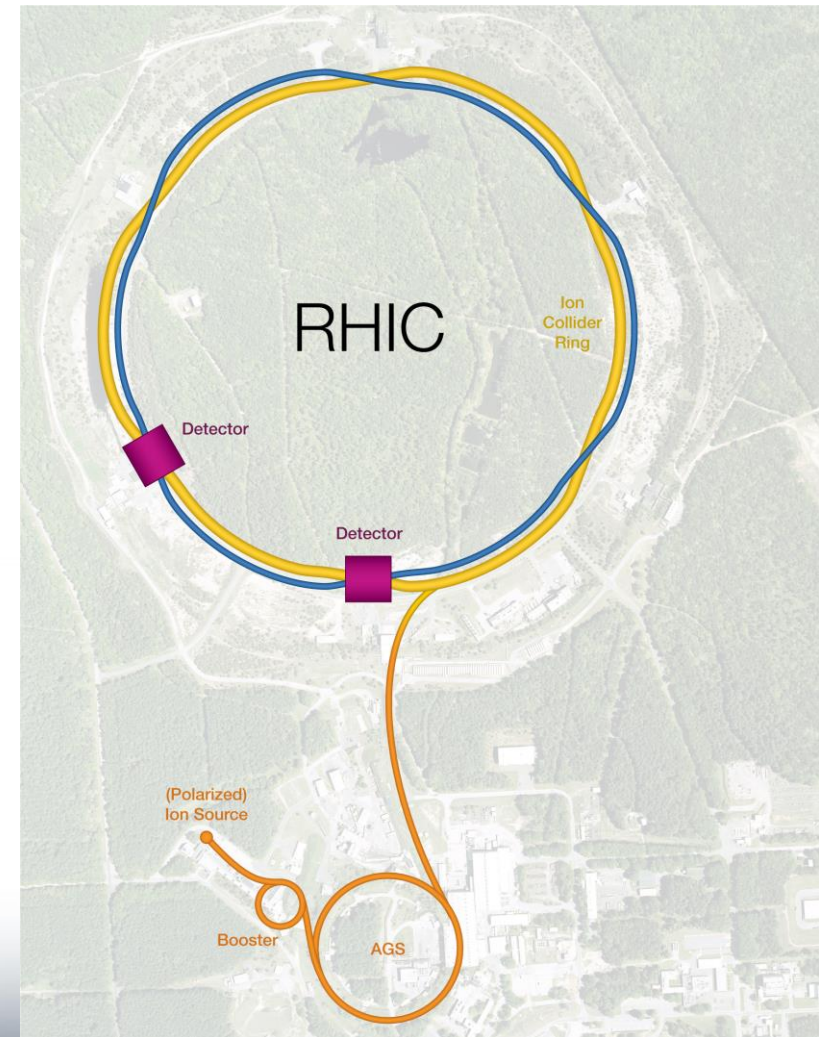 RHIC
Ion
Collider
Ring
Detector
Detector
(Polarized)
Ion Source
Booster
AGS